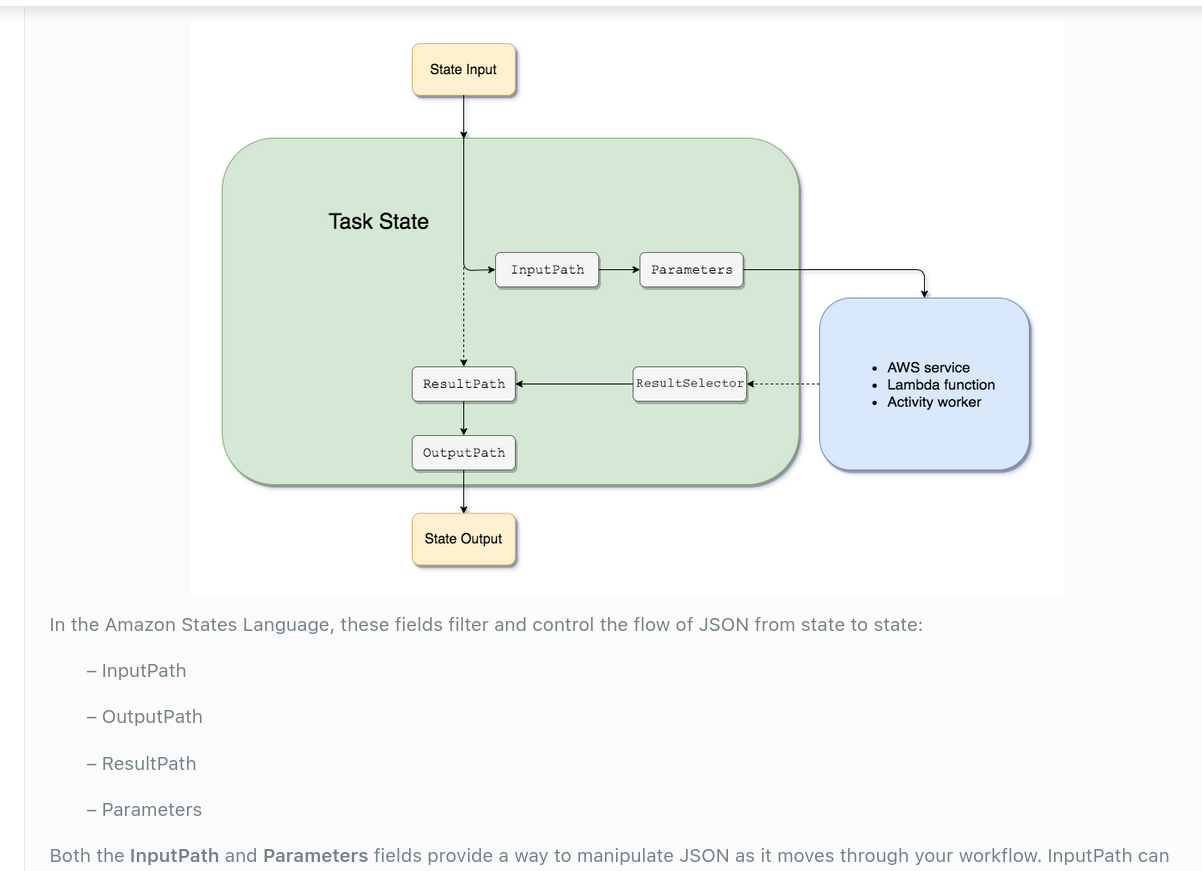 State Input
Task State
InputPath
Parameters
ResultPath
ResultSelector
• AWS service
• Lambda function
• Activity worker
OutputPath
State Output
In the Amazon States Language, these fields filter and control the flow of JSON from state to state:
– InputPath
– OutputPath
– ResultPath
– Parameters
Both the InputPath and Parameters fields provide a way to manipulate JSON as it moves through your workflow. InputPath can